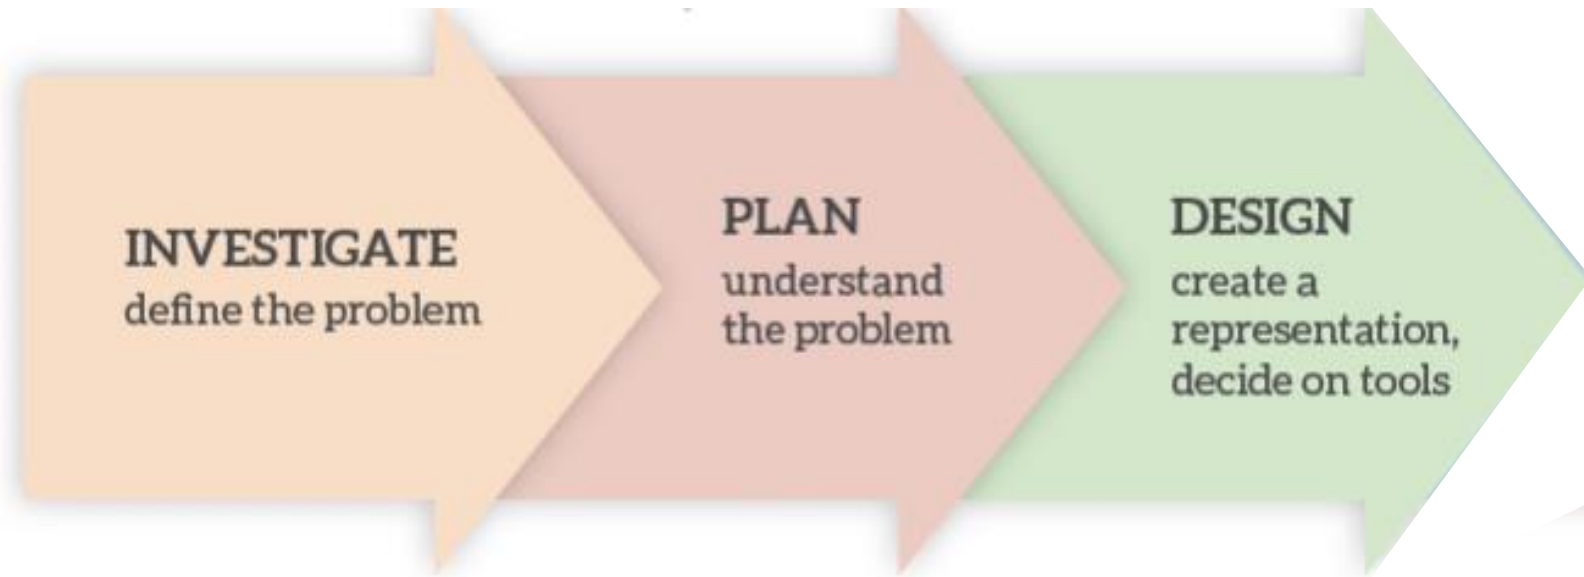 INVESTIGATE
define the problem
PLAN
understand
the problem
DESIGN
create a
representation,
decide on tools